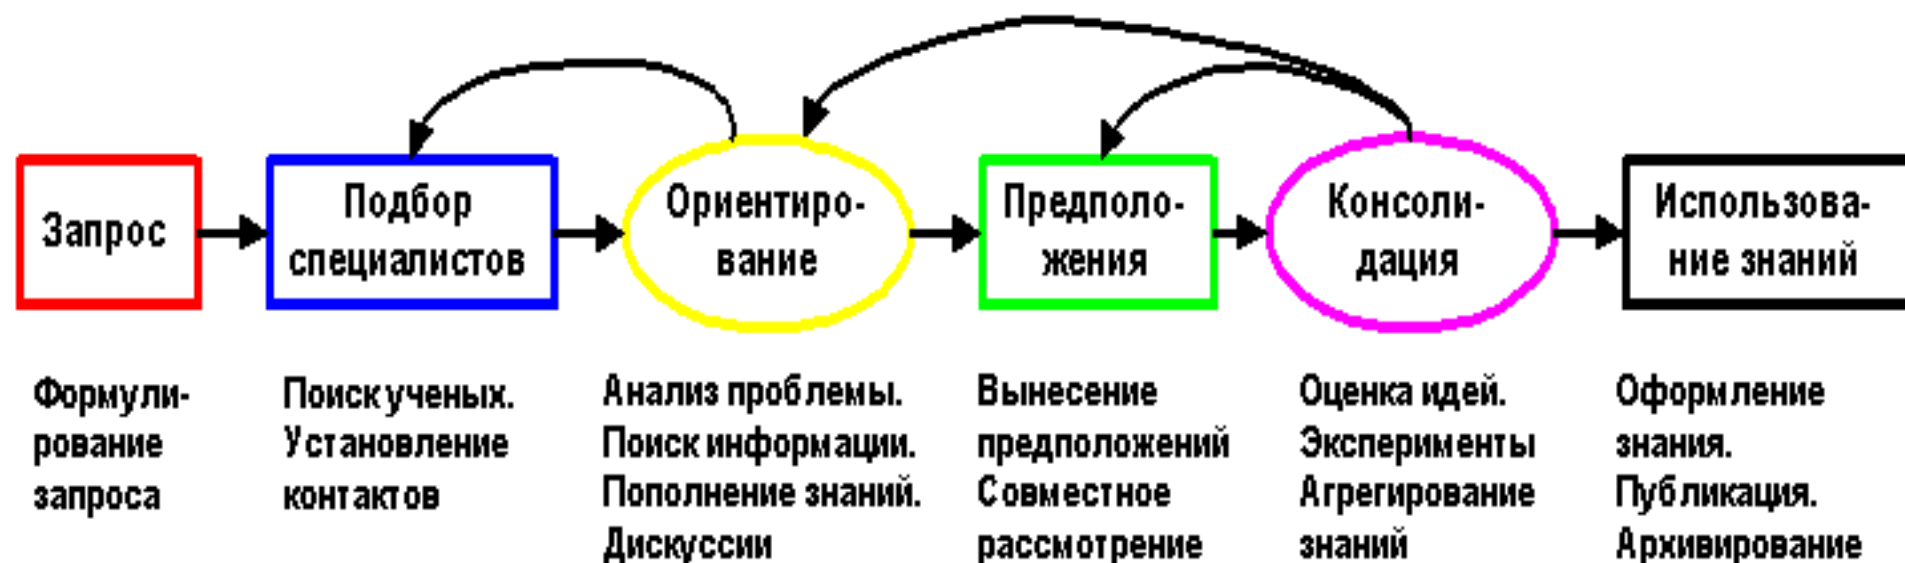 Запрос
Подбор
специалистов
Ориентиро-
вание
Предполо-
жения
Консоли-
дация
Использова-
ние знаний
Формули-
рование
запроса
Поиск ученых.
Установление
контактов
Анализ проблемы.
Поиск информации.
Пополнение знаний.
Дискуссии
Вынесение
предположений
Совместное
рассмотрение
Оценка идей.
Эксперименты
Агрегирование
знаний
Оформление
знания.
Публикация.
Архивирование